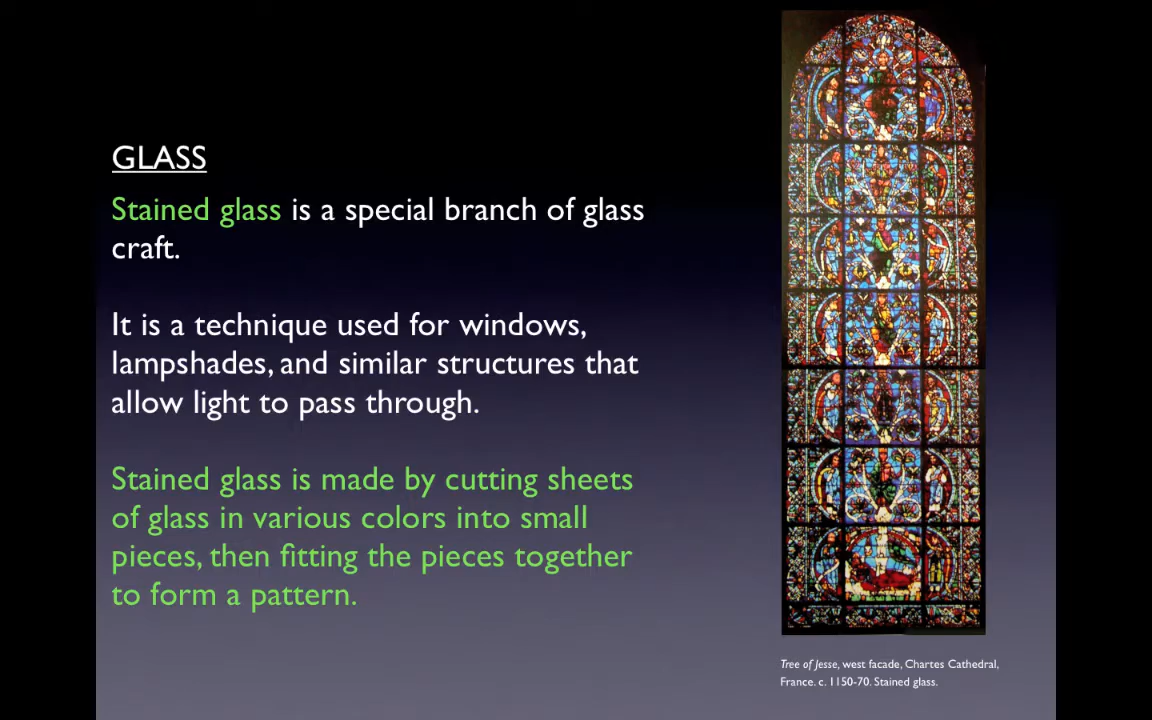 GLASS
Stained glass is a special branch of glass
craft.
It is a technique used for windows,
lampshades, and similar structures that
allow light to pass through.
Stained glass is made by cutting sheets
of glass in various colors into small
pieces, then fitting the pieces together
to form a pattern.
Tree of Jesse, west facade, Chartes Cathedral,
France. c. 1150-70. Stained glass.